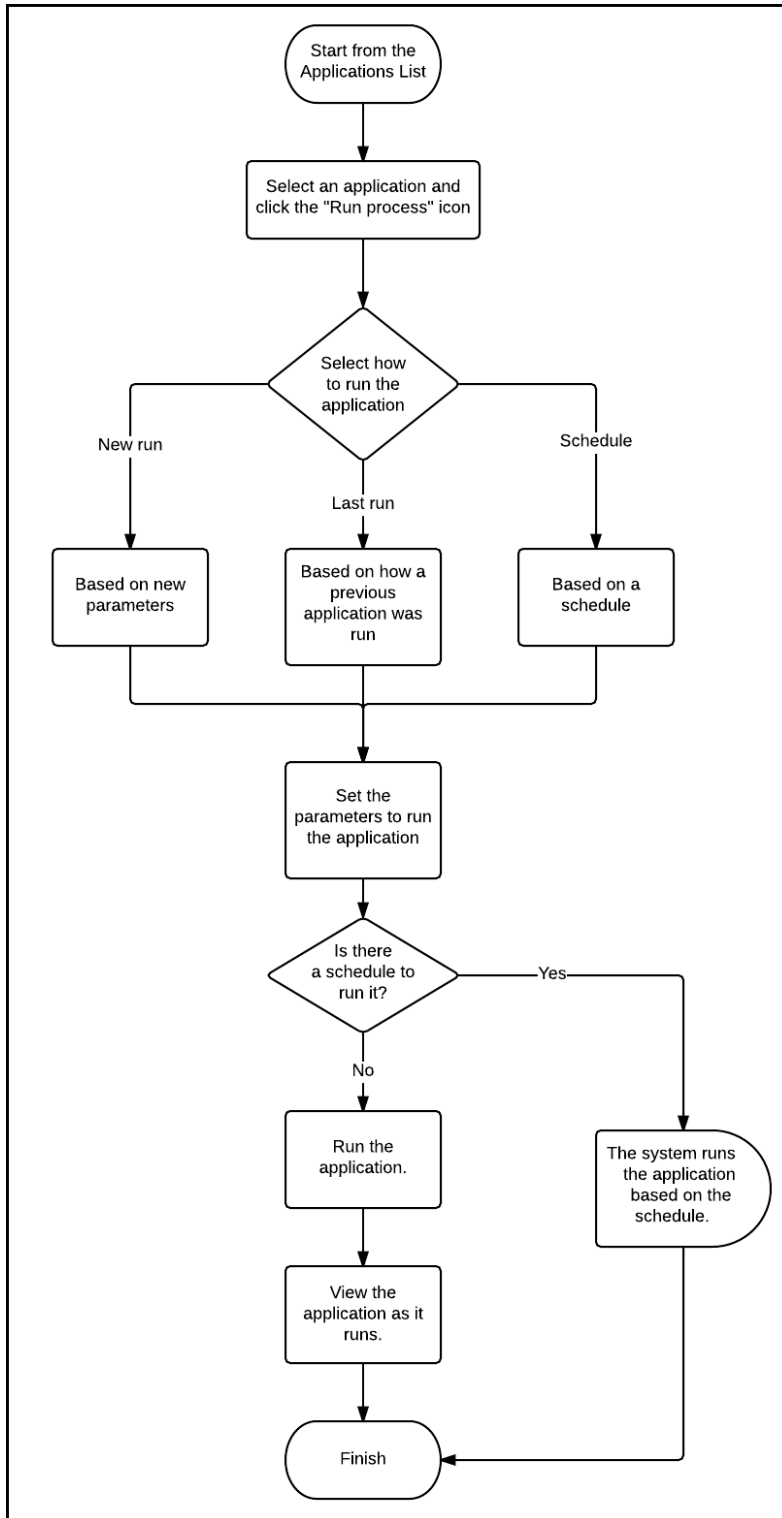 Start from the
Applications List
Select an application and
click the "Run process" icon
Select how
to run the
application
New run
Last run
Schedule
Based on new
parameters
Based on how a
previous
application was
run
Based on a
schedule
Set the
parameters to run
the application
Is there
a schedule to
run it?
Yes
No
Run the
application.
The system runs
the application
based on the
schedule.
View the
application as it
runs.
Finish